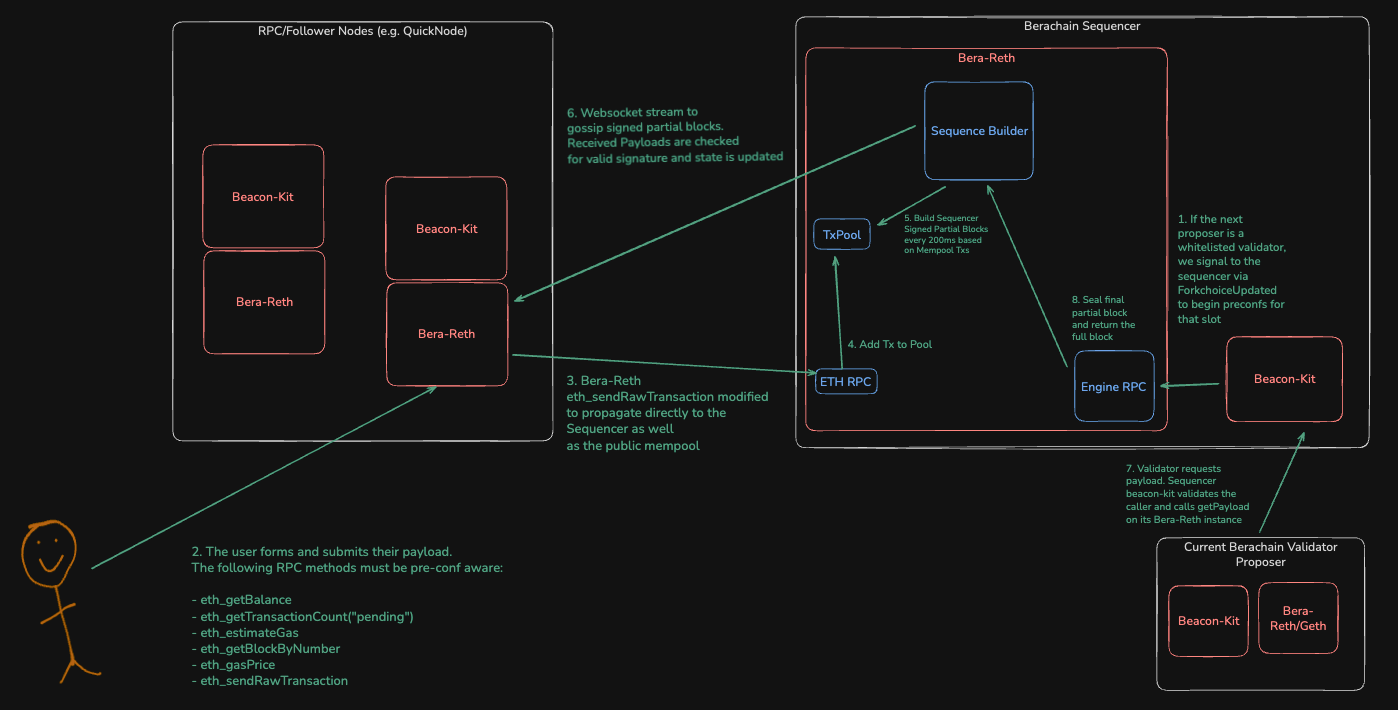 RPC/Follower Nodes (e.g. QuickNode)
Beacon-Kit
Bera-Reth
Beacon-Kit
Bera-Reth
6. Websocket stream to
gossip signed partial blocks.
Received Payloads are checked
for valid signature and state is updated
3. Bera-Reth
eth_sendRawTransaction modified
to propagate directly to the
Sequencer as well
as the public mempool
Berachain Sequencer
Bera-Reth
Sequence Builder
TxPool
5. Build Sequencer
Signed Partial Blocks
every 200ms based
on Mempool Txs
4. Add Tx to Pool
ETH RPC
8. Seal final
partial block
and return the
full block
Engine RPC
1. If the next
proposer is a
whitelisted validator,
we signal to the
sequencer via
ForkchoiceUpdated
to begin preconfs for
that slot
Beacon-Kit
7. Validator requests
payload. Sequencer
beacon-kit validates the
caller and calls getPayload
on its Bera-Reth instance
Current Berachain Validator
Proposer
Beacon-Kit
Bera-
Reth/Geth
2. The user forms and submits their payload.
The following RPC methods must be pre-conf aware:
- eth_getBalance
- eth_getTransactionCount("pending")
- eth_estimateGas
- eth_getBlockByNumber
- eth_gasPrice
- eth_sendRawTransaction